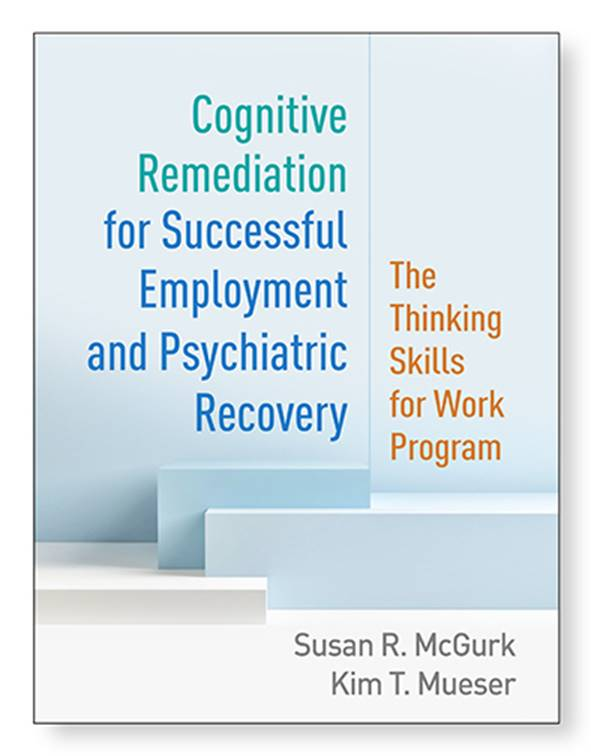 Cognitive
Remediation
for Successful
Employment
and Psychiatric
Recovery
The
Thinking
Skills
for Work
Program
Susan R. McGurk
Kim T. Mueser